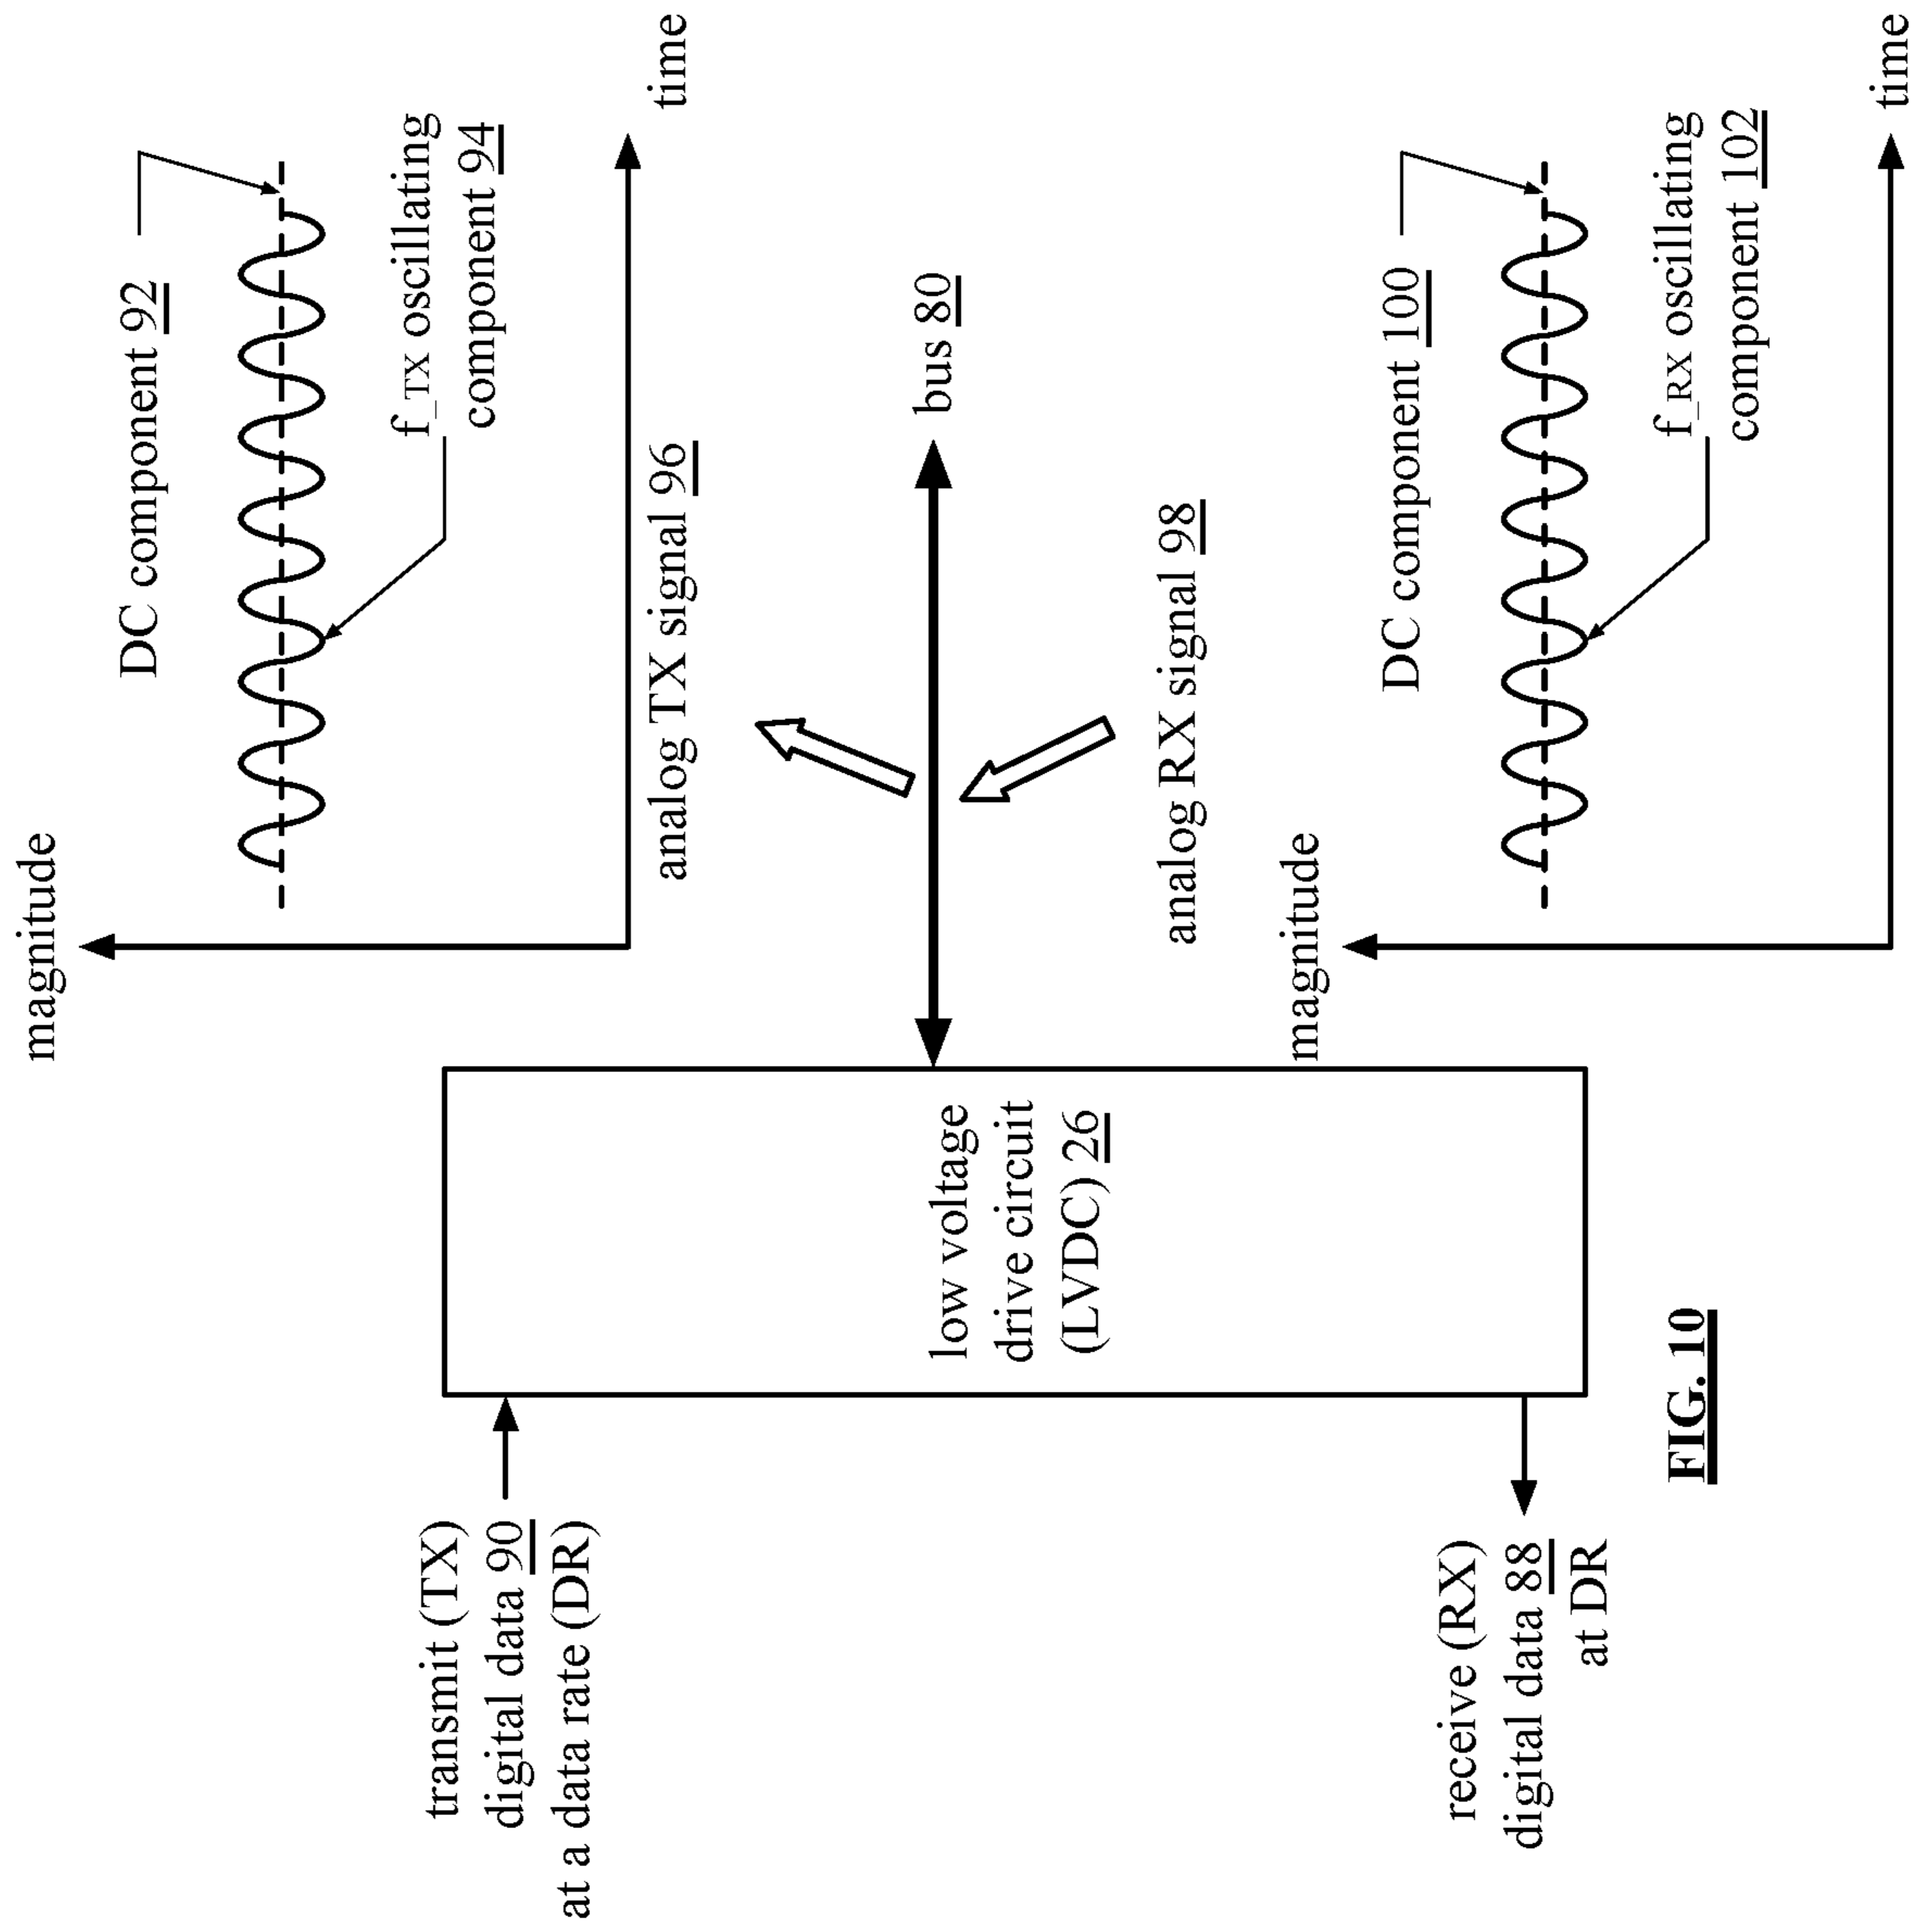 magnitude
DC component 92
f_TX oscillating
component 94
time
analog TX signal 96
transmit (TX)
digital data 90
at a data rate (DR)
low voltage
drive circuit
(LVDC) 26
bus 80
analog RX signal 98
magnitude
DC component 100
f_RX oscillating
component 102
time
receive (RX)
digital data 88
at DR
FIG. 10